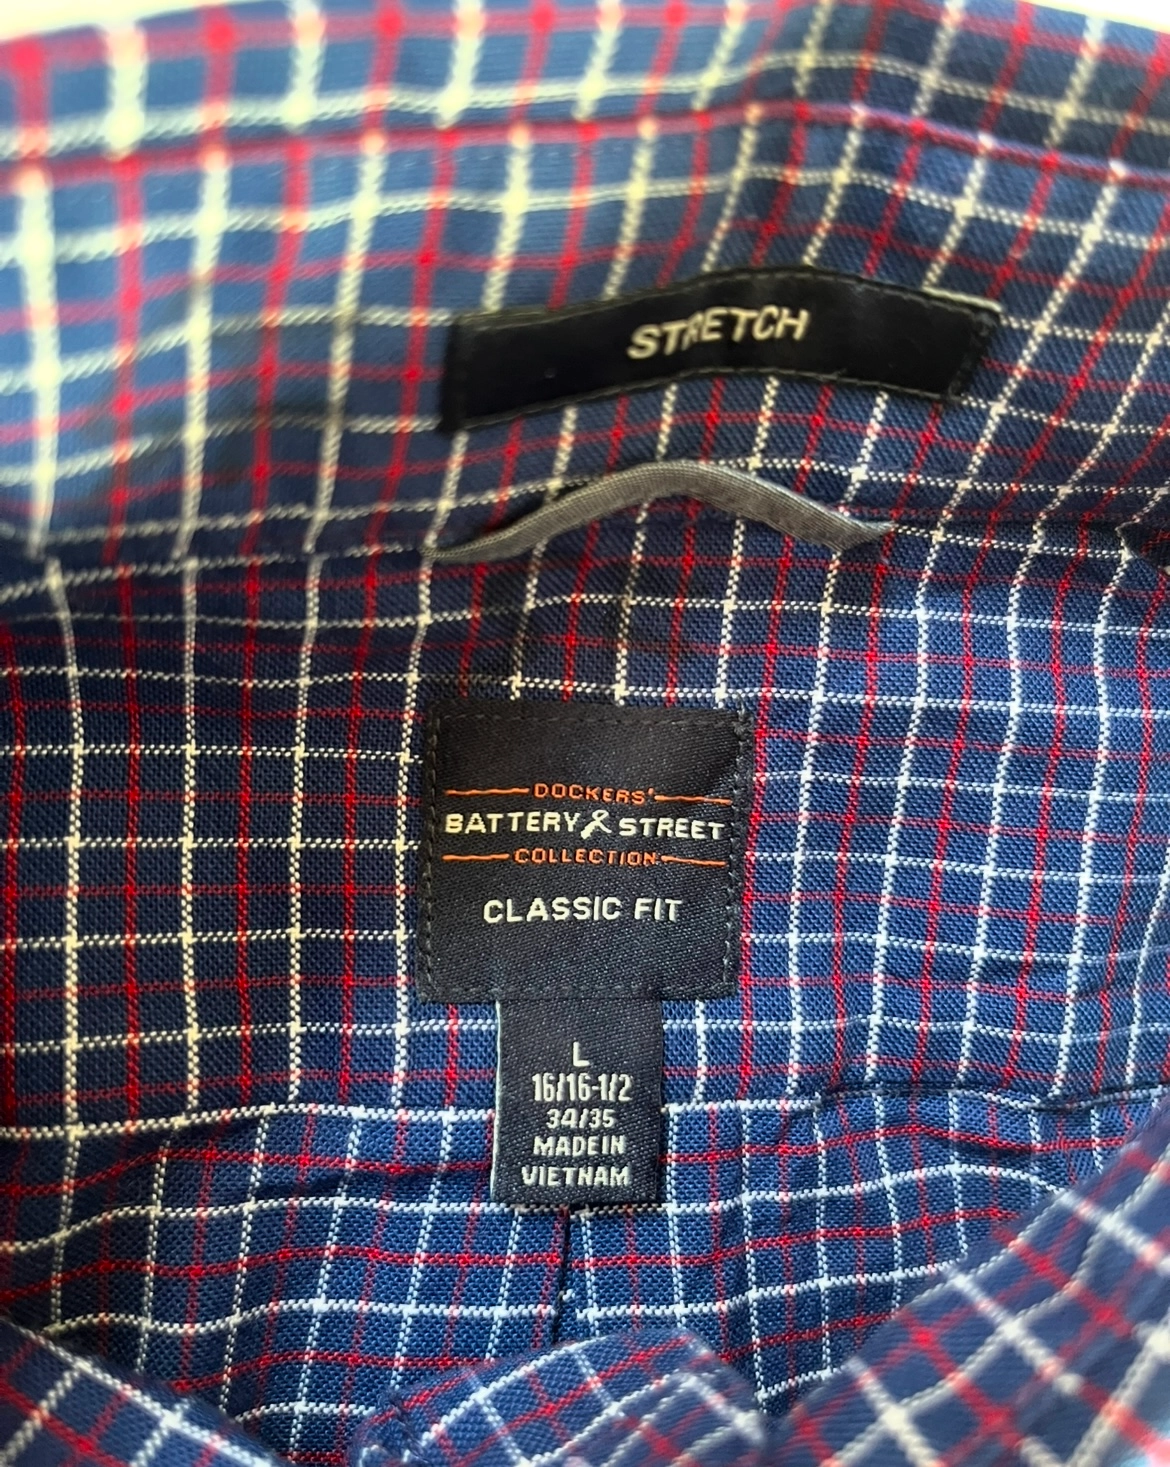 STRETCH
DOCKERS'
BATTERY & STREET
COLLECTION
CLASSIC FIT
L
16/16-1/2
34/35
MADE IN
VIETNAM